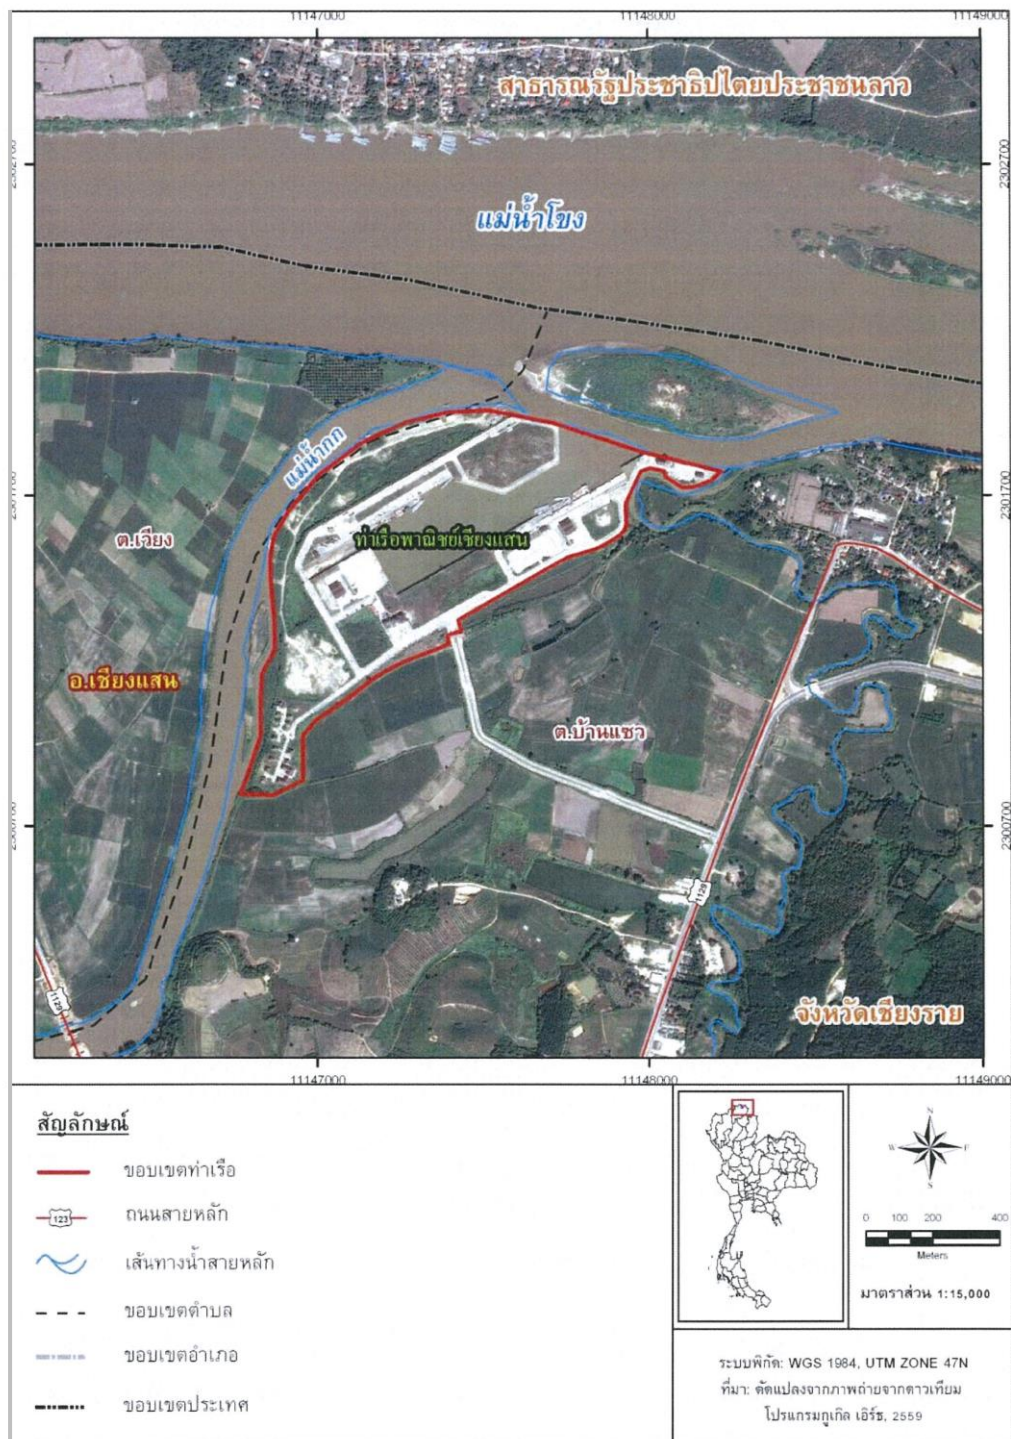 11147000
11148000
11149000
สาธารณรัฐประชาธิปไตยประชาชนลาว
2302700
2302700
แม่น้ำโขง
แม่น้ำกก
2301700
2301700
ต.เวียง
ท่าเรือพาณิชย์เชียงแสน
อ.เชียงแสน
ต.บ้านแซว
2300700
2300700
1129
1129
จังหวัดเชียงราย
11147000
11148000
11149000
สัญลักษณ์
ขอบเขตท่าเรือ
123
ถนนสายหลัก
เส้นทางน้ำสายหลัก
ขอบเขตตำบล
ขอบเขตอำเภอ
ขอบเขตประเทศ
N
W
E
S
0 100 200 400
Meters
มาตราส่วน 1:15,000
ระบบพิกัด: WGS 1984, UTM ZONE 47N
ที่มา: ดัดแปลงจากภาพถ่ายจากดาวเทียม
โปรแกรมกูเกิล เอิร์ธ, 2559